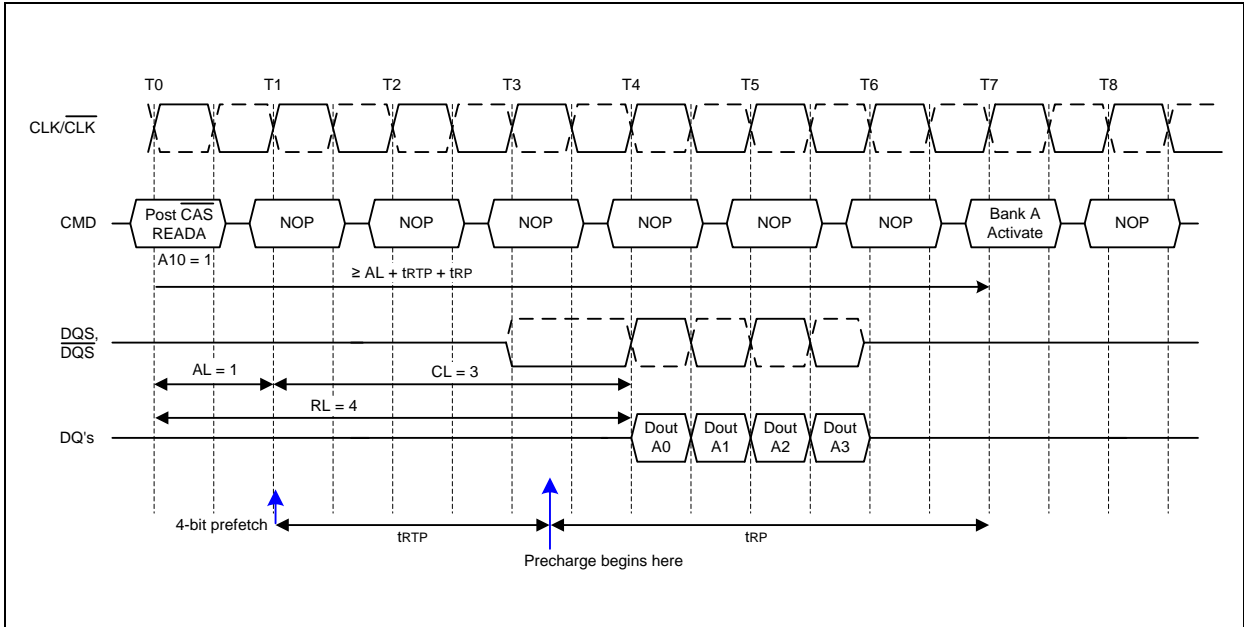 T0 T1 T2 T3 T4 T5 T6 T7 T8
CLK/CLK
CMD
Post CAS
READA
NOP NOP NOP NOP NOP NOP
Bank A
Activate
NOP
A10 = 1
≥ AL + tRTP + tRP
DQS,
DQS
AL = 1
CL = 3
RL = 4
DQ's
Dout
A0
Dout
A1
Dout
A2
Dout
A3
4-bit prefetch
tRTP
tRP
Precharge begins here